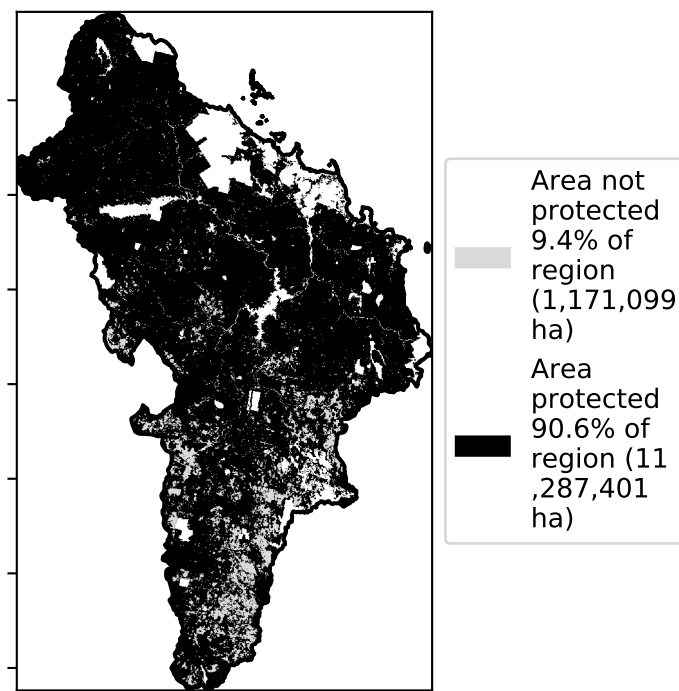 Area not
protected
9.4% of
region
(1,171,099
ha)
Area
protected
90.6% of
region (11
,287,401
ha)